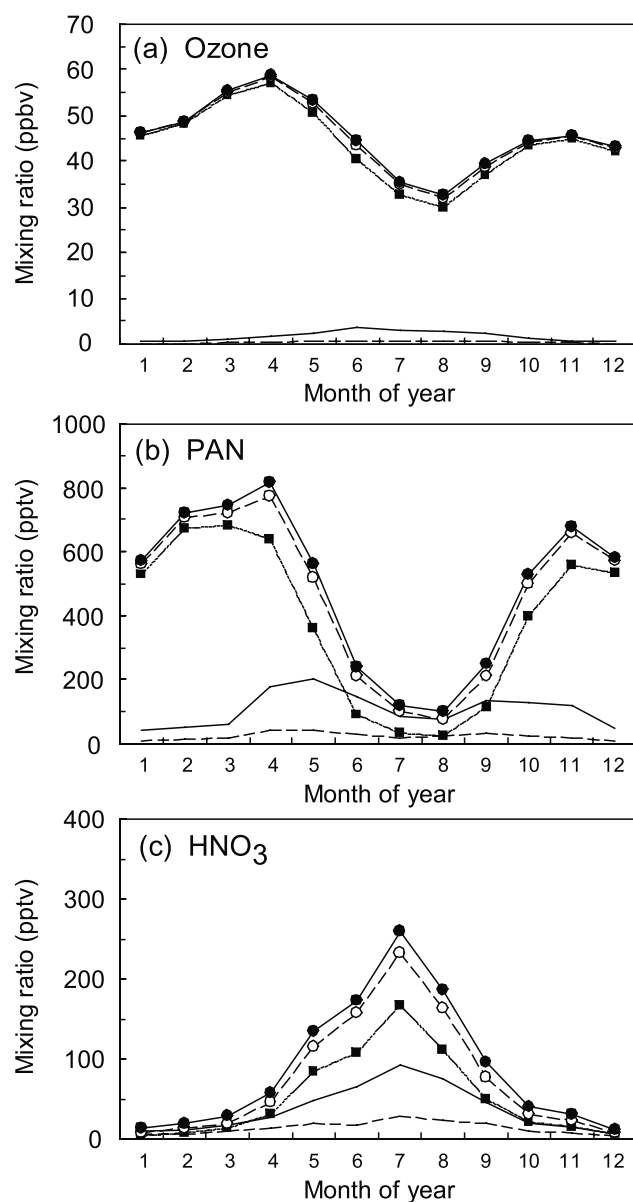 (a) Ozone
Mixing ratio (ppbv)
70
60
50
40
30
20
10
0
1 2 3 4 5 6 7 8 9 10 11 12
Month of year
(b) PAN
Mixing ratio (pptv)
1000
800
600
400
200
0
1 2 3 4 5 6 7 8 9 10 11 12
Month of year
(c) HNO3
Mixing ratio (pptv)
400
300
200
100
0
1 2 3 4 5 6 7 8 9 10 11 12
Month of year